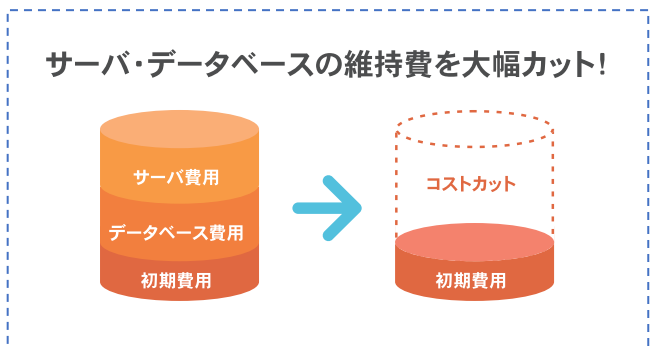 サーバ・データベースの維持費を大幅カット!
サーバ費用
データベース費用
初期費用
コストカット
初期費用